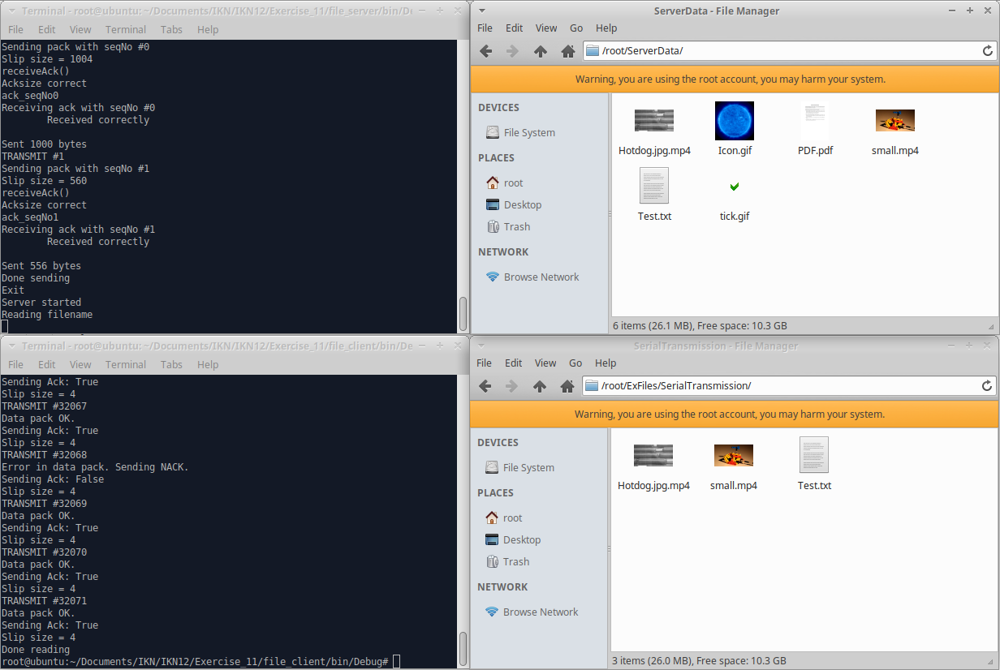 Terminal - root@ubuntu: ~/Documents/IKN/IKN12/Exercise_11/file_server/bin/De
File Edit View Terminal Tabs Help
Sending pack with seqNo #0
Slip size = 1004
receiveAck()
Acksize correct
ack_seqNo0
Receiving ack with seqNo #0
Received correctly
Sent 1000 bytes
TRANSMIT #1
Sending pack with seqNo #1
Slip size = 560
receiveAck()
Acksize correct
ack_seqNo1
Receiving ack with seqNo #1
Received correctly
Sent 556 bytes
Done sending
Exit
Server started
Reading filename
ServerData - File Manager
File Edit View Go Help
/root/ServerData/
Warning, you are using the root account, you may harm your system.
DEVICES
File System
PLACES
root
Desktop
Trash
NETWORK
Browse Network
Hotdog.jpg.mp4 Icon.gif PDF.pdf small.mp4
Test.txt tick.gif
6 items (26.1 MB), Free space: 10.3 GB
Terminal - root@ubuntu: ~/Documents/IKN/IKN12/Exercise_11/file_client/bin/De
File Edit View Terminal Tabs Help
Sending Ack: True
Slip size = 4
TRANSMIT #32067
Data pack OK.
Sending Ack: True
Slip size = 4
TRANSMIT #32068
Error in data pack. Sending NACK.
Sending Ack: False
Slip size = 4
TRANSMIT #32069
Data pack OK.
Sending Ack: True
Slip size = 4
TRANSMIT #32070
Data pack OK.
Sending Ack: True
Slip size = 4
TRANSMIT #32071
Data pack OK.
Sending Ack: True
Slip size = 4
Done reading
root@ubuntu:~/Documents/IKN/IKN12/Exercise_11/file_client/bin/Debug#
SerialTransmission - File Manager
File Edit View Go Help
/root/ExFiles/SerialTransmission/
Warning, you are using the root account, you may harm your system.
DEVICES
File System
PLACES
root
Desktop
Trash
NETWORK
Browse Network
Hotdog.jpg.mp4 small.mp4 Test.txt
3 items (26.0 MB), Free space: 10.3 GB